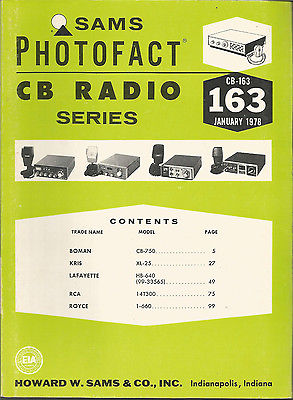 SAMS
PHOTOFACT®
CB RADIO
SERIES
CB-163
163
JANUARY 1978
CONTENTS
TRADE NAME MODEL PAGE
BOMAN CB-750 5
KRIS XL-25 27
LAFAYETTE HB-640
(99-33565) 49
RCA 14T300 75
ROYCE 1-660 99
EIA
HOWARD W. SAMS & CO., INC. Indianapolis, Indiana